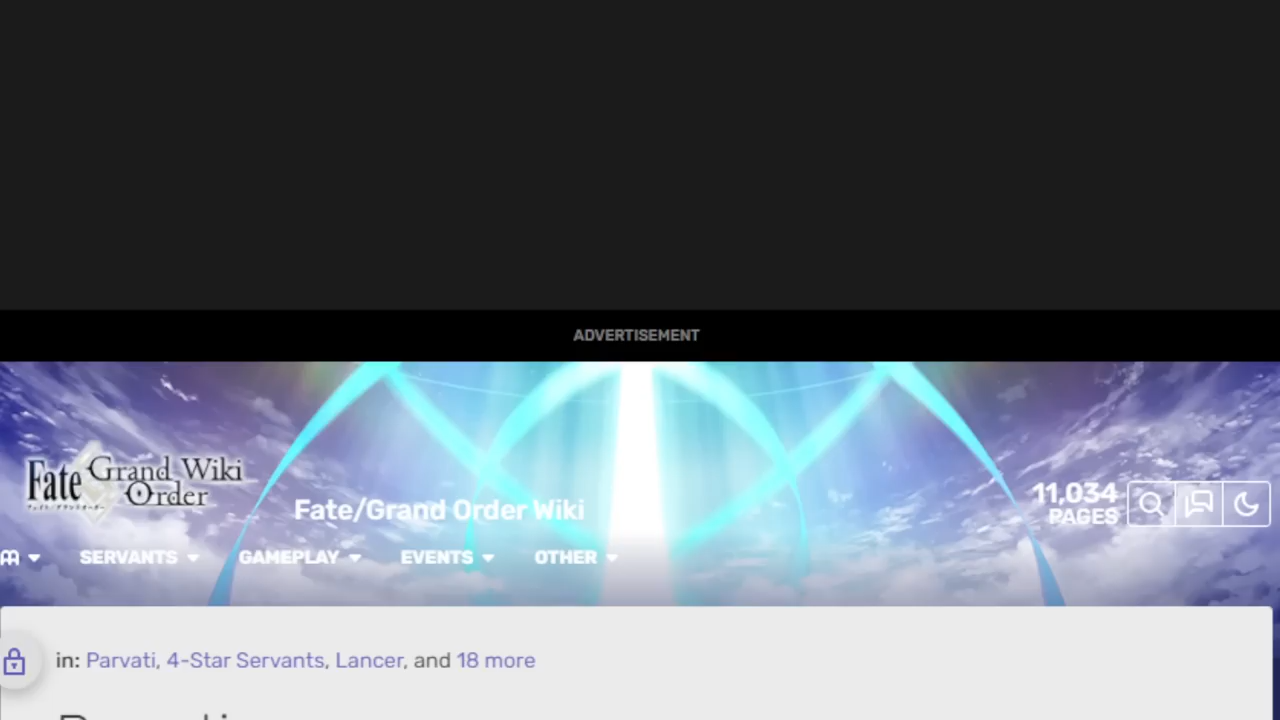 ADVERTISEMENT
Fate Grand Wiki
Order
Fate/Grand Order Wiki
11,034
PAGES
SERVANTS
GAMEPLAY
EVENTS
OTHER
in: Parvati, 4-Star Servants, Lancer, and 18 more